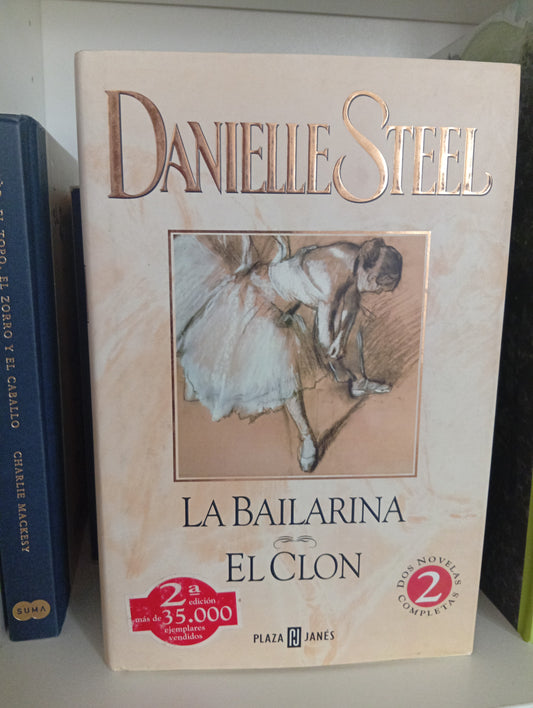 DANIELLE STEEL
LA BAILARINA
EL CLON
2ª
edición
más de 35.000
ejemplares
vendidos
DOS NOVELAS
2
COMPLETAS
PLAZA JANÉS
EL TOPO, EL ZORRO Y EL CABALLO
CHARLIE MACKESY
SUMA